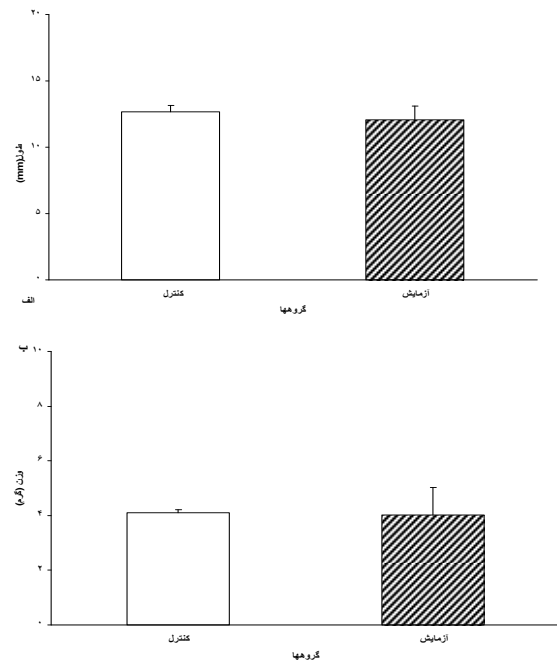 ۲۰
۱۵
۱۰
۵
۰
طول(mm)
کنترل
آزمایش
گروهها
الف
۱۰
۸
۶
۴
۲
۰
وزن (گرم)
کنترل
آزمایش
گروهها